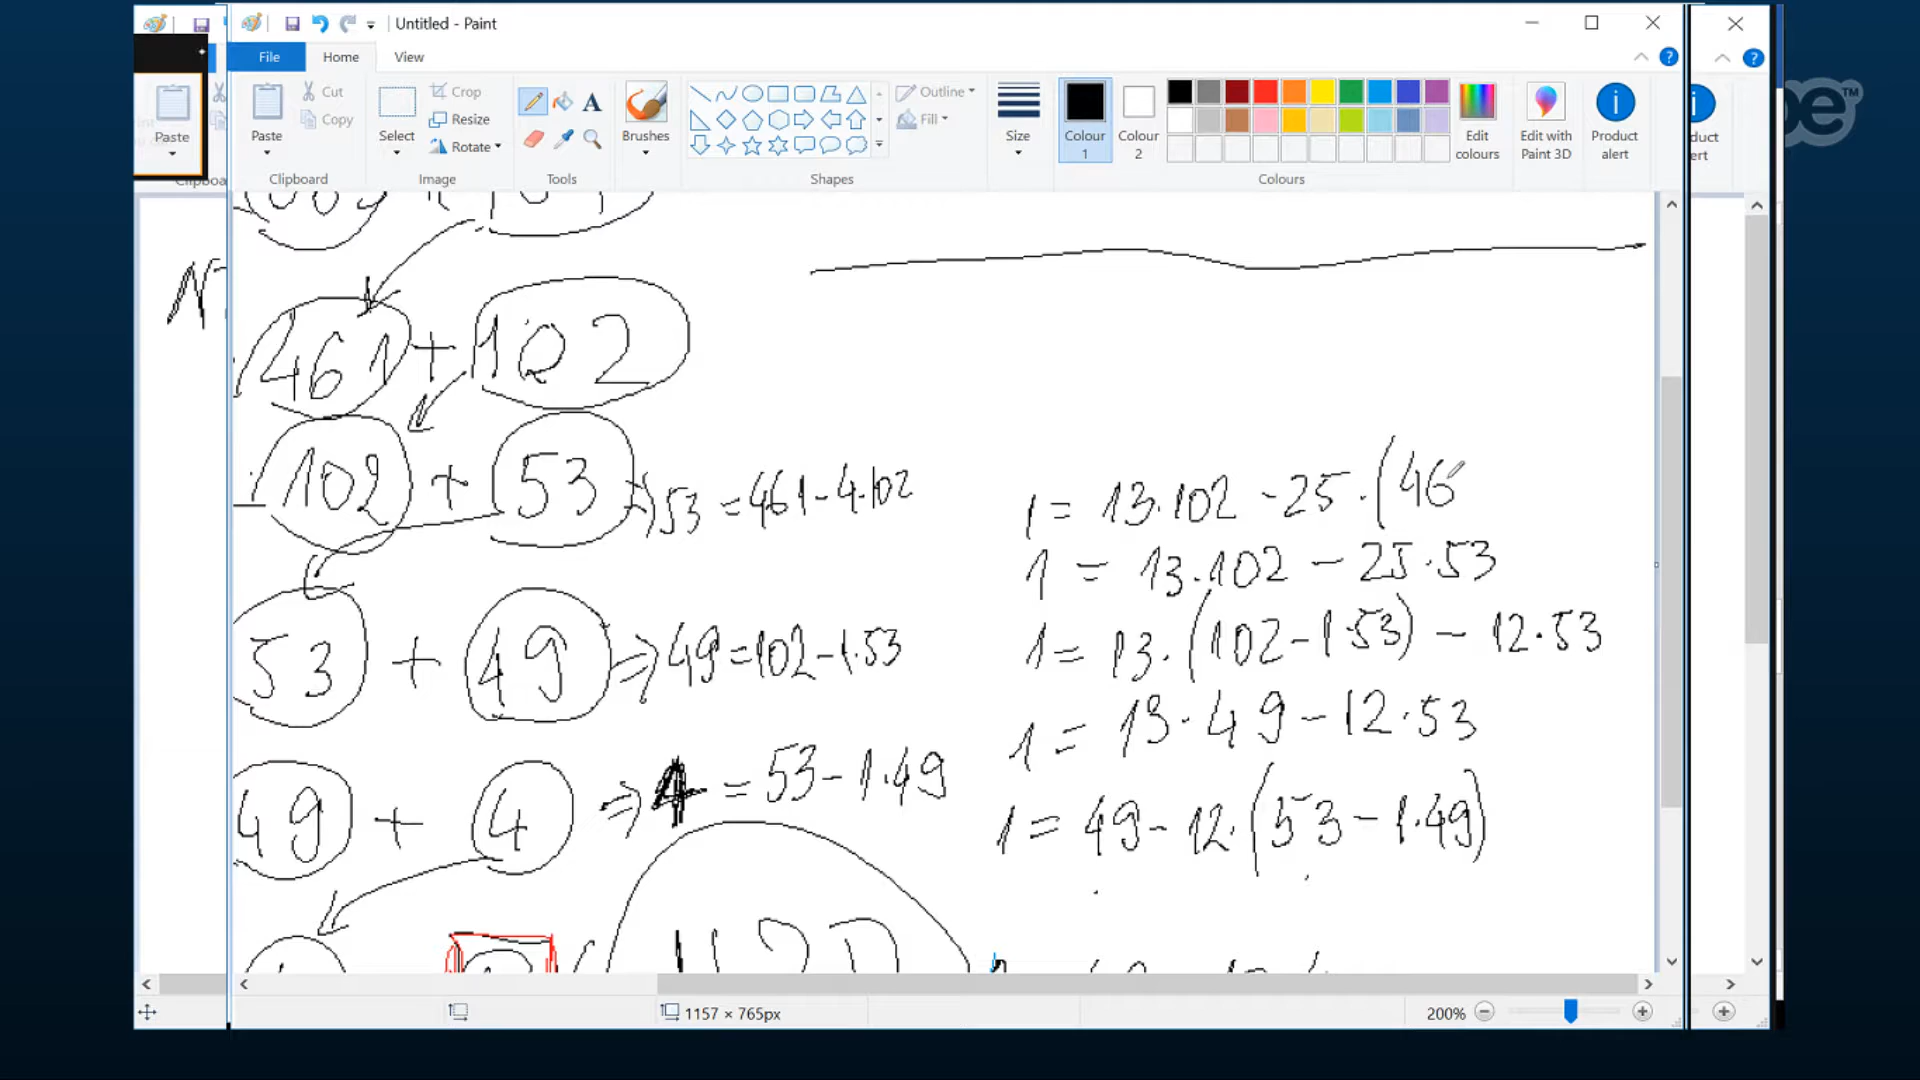 Untitled - Paint
File Home View
Paste
Cut
Copy
Clipboard
Select
Crop
Resize
Rotate
Image
Tools
Brushes
Shapes
Outline
Fill
Size
Colour 1
Colour 2
Edit colours
Edit with Paint 3D
Product alert
Colours
Paste
461 + 102
102 + 53 ⇒ 53 = 461 - 4·102
53 + 49 ⇒ 49 = 102 - 1·53
49 + 4 ⇒ 4 = 53 - 1·49
1 = 13·102 - 25·(46
1 = 13·102 - 25·53
1 = 13·(102 - 1·53) - 12·53
1 = 13·49 - 12·53
1 = 49 - 12·(53 - 1·49)
1157 × 765px
200%